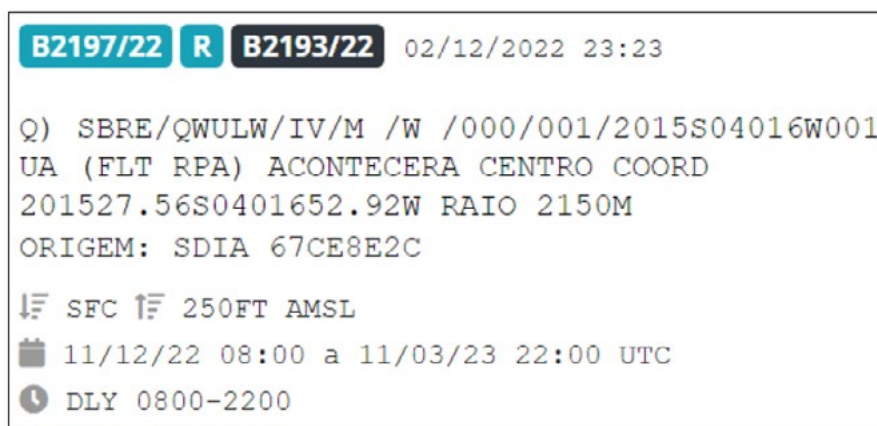 B2197/22 R B2193/22 02/12/2022 23:23
Q) SBRE/QWULW/IV/M /W /000/001/2015S04016W001
UA (FLT RPA) ACONTECERA CENTRO COORD
201527.56S0401652.92W RAIO 2150M
ORIGEM: SDIA 67CE8E2C
SFC 250FT AMSL
11/12/22 08:00 a 11/03/23 22:00 UTC
DLY 0800-2200